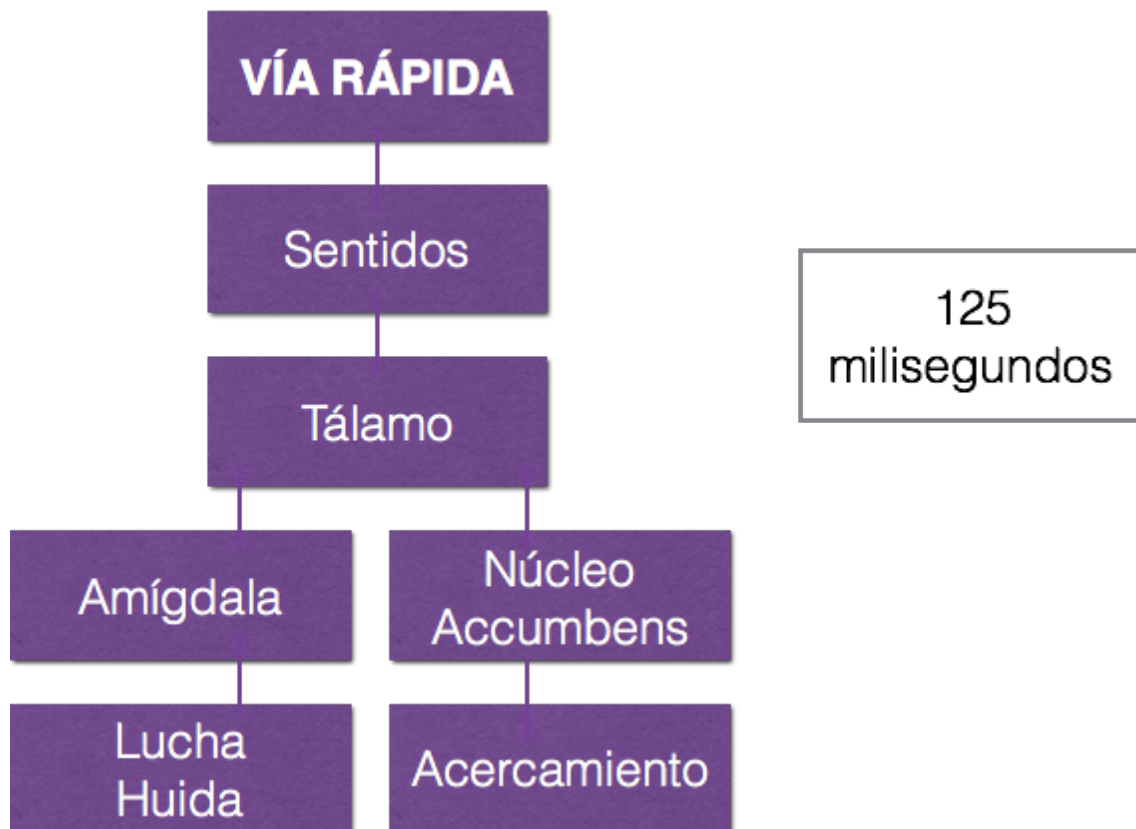 VÍA RÁPIDA
Sentidos
125
milisegundos
Tálamo
Amígdala
Núcleo
Accumbens
Lucha
Huida
Acercamiento